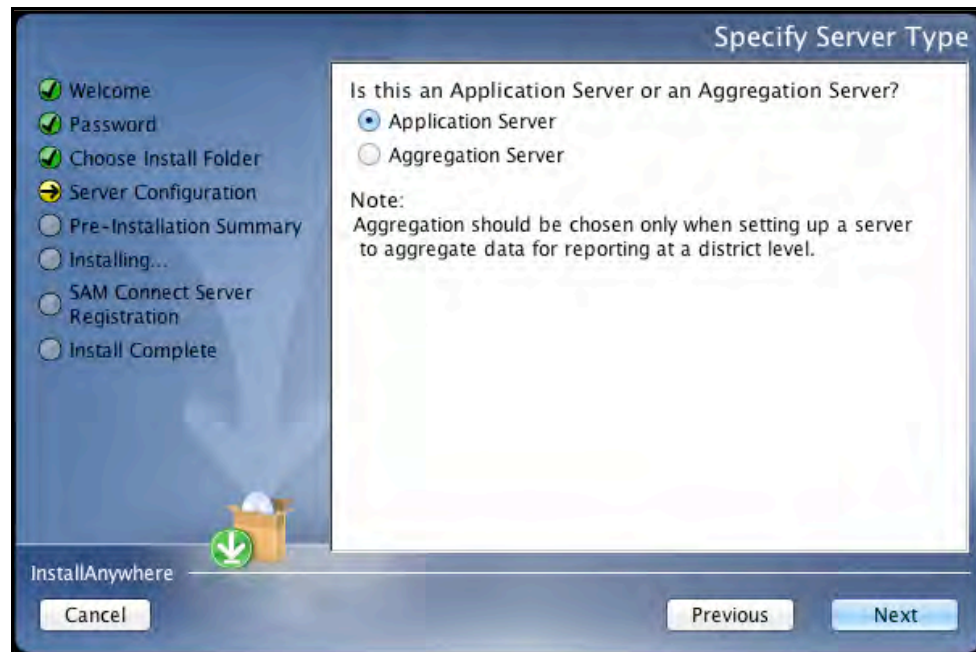 Specify Server Type
Welcome
Password
Choose Install Folder
Server Configuration
Pre-Installation Summary
Installing...
SAM Connect Server
Registration
Install Complete
Is this an Application Server or an Aggregation Server?
Application Server
Aggregation Server
Note:
Aggregation should be chosen only when setting up a server
to aggregate data for reporting at a district level.
InstallAnywhere
Cancel
Previous
Next